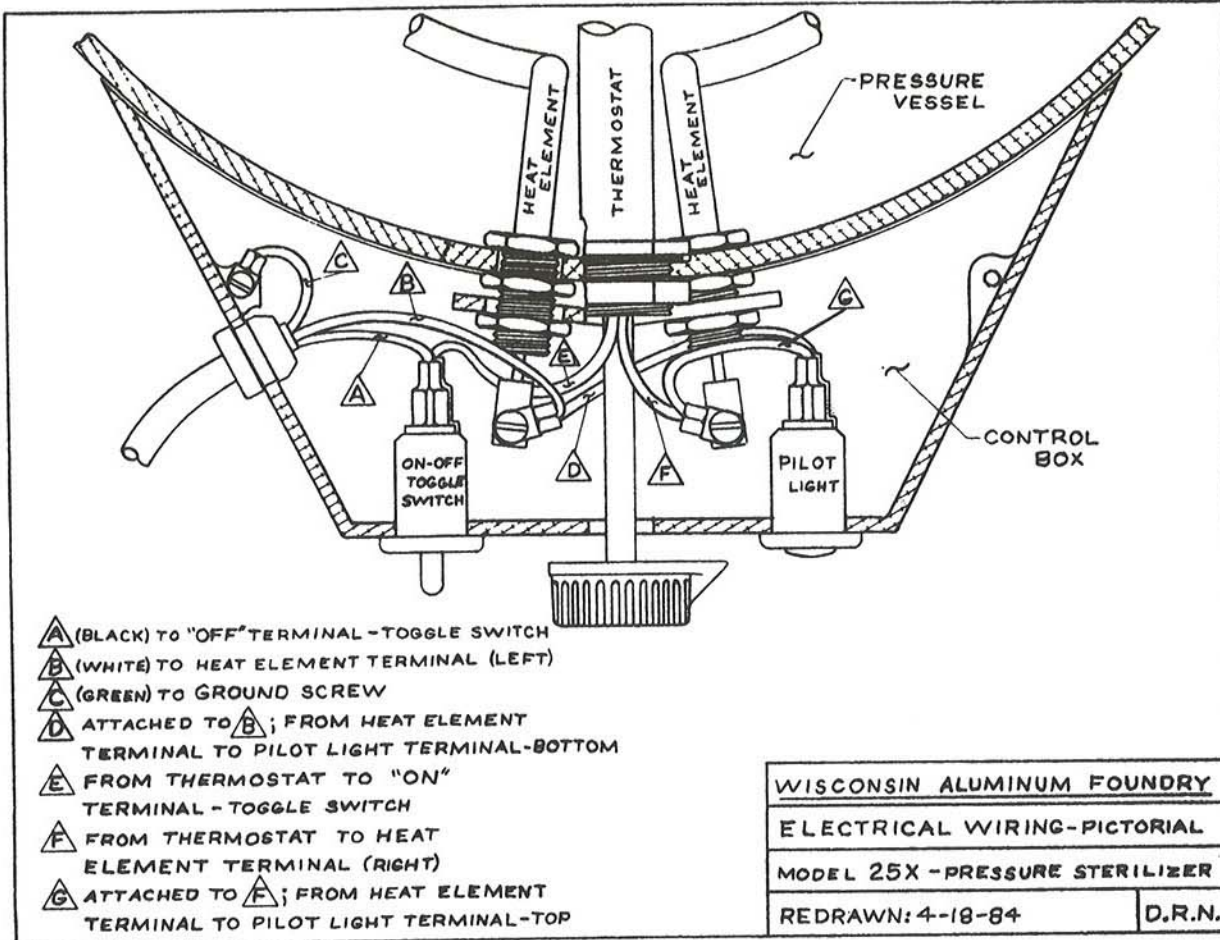 HEAT
ELEMENT
THERMOSTAT
HEAT
ELEMENT
PRESSURE
VESSEL
C
B
G
A
E
D
F
ON-OFF
TOGGLE
SWITCH
PILOT
LIGHT
CONTROL
BOX
A (BLACK) TO "OFF" TERMINAL-TOGGLE SWITCH
B (WHITE) TO HEAT ELEMENT TERMINAL (LEFT)
C (GREEN) TO GROUND SCREW
D ATTACHED TO B; FROM HEAT ELEMENT
TERMINAL TO PILOT LIGHT TERMINAL-BOTTOM
E FROM THERMOSTAT TO "ON"
TERMINAL-TOGGLE SWITCH
F FROM THERMOSTAT TO HEAT
ELEMENT TERMINAL (RIGHT)
G ATTACHED TO F; FROM HEAT ELEMENT
TERMINAL TO PILOT LIGHT TERMINAL-TOP
WISCONSIN ALUMINUM FOUNDRY
ELECTRICAL WIRING-PICTORIAL
MODEL 25X-PRESSURE STERILIZER
REDRAWN: 4-18-84 D.R.N.